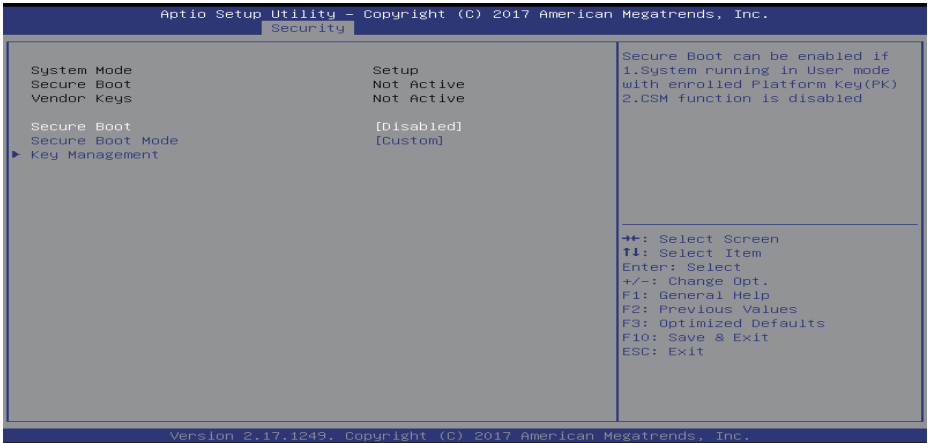 Aptio Setup Utility – Copyright (C) 2017 American Megatrends, Inc.
Security
System Mode Setup
Secure Boot Not Active
Vendor Keys Not Active
Secure Boot [Disabled]
Secure Boot Mode [Custom]
▶ Key Management
Secure Boot can be enabled if
1.System running in User mode
with enrolled Platform Key(PK)
2.CSM function is disabled
→←: Select Screen
↑↓: Select Item
Enter: Select
+/-: Change Opt.
F1: General Help
F2: Previous Values
F3: Optimized Defaults
F10: Save & Exit
ESC: Exit
Version 2.17.1249. Copyright (C) 2017 American Megatrends, Inc.